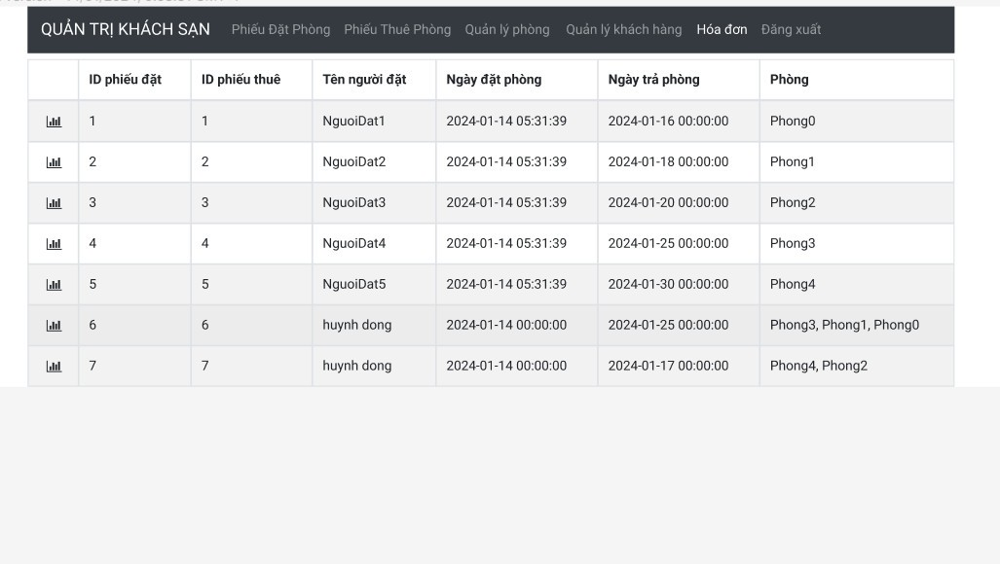 QUẢN TRỊ KHÁCH SẠN Phiếu Đặt Phòng Phiếu Thuê Phòng Quản lý phòng Quản lý khách hàng Hóa đơn Đăng xuất
ID phiếu đặt ID phiếu thuê Tên người đặt Ngày đặt phòng Ngày trả phòng Phòng
1 1 NguoiDat1 2024-01-14 05:31:39 2024-01-16 00:00:00 Phong0
2 2 NguoiDat2 2024-01-14 05:31:39 2024-01-18 00:00:00 Phong1
3 3 NguoiDat3 2024-01-14 05:31:39 2024-01-20 00:00:00 Phong2
4 4 NguoiDat4 2024-01-14 05:31:39 2024-01-25 00:00:00 Phong3
5 5 NguoiDat5 2024-01-14 05:31:39 2024-01-30 00:00:00 Phong4
6 6 huynh dong 2024-01-14 00:00:00 2024-01-25 00:00:00 Phong3, Phong1, Phong0
7 7 huynh dong 2024-01-14 00:00:00 2024-01-17 00:00:00 Phong4, Phong2